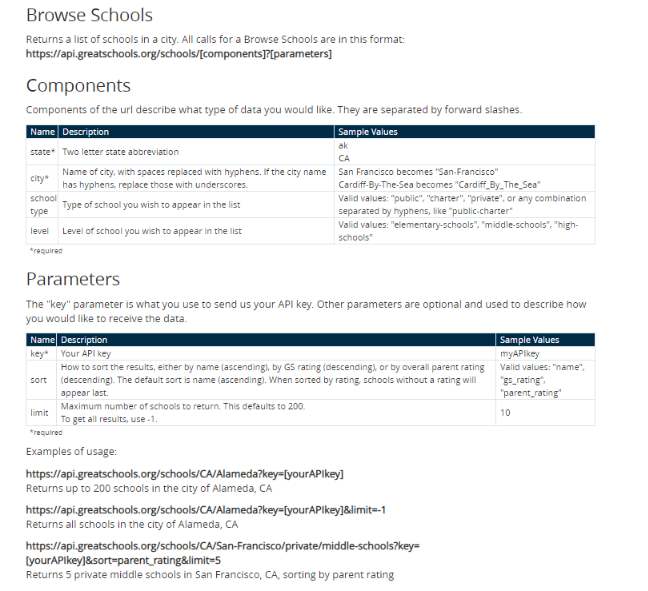 Browse Schools
Returns a list of schools in a city. All calls for a Browse Schools are in this format:
https://api.greatschools.org/schools/[components]?[parameters]
Components
Components of the url describe what type of data you would like. They are separated by forward slashes.
Name Description Sample Values
state* Two letter state abbreviation ak
CA
city* Name of city, with spaces replaced with hyphens. If the city name San Francisco becomes "San-Francisco"
has hyphens, replace those with underscores. Cardiff-By-The-Sea becomes "Cardiff_By_The_Sea"
school type Type of school you wish to appear in the list Valid values: "public", "charter", "private", or any combination
separated by hyphens, like "public-charter"
level Level of school you wish to appear in the list Valid values: "elementary-schools", "middle-schools", "high-
schools"
*required
Parameters
The "key" parameter is what you use to send us your API key. Other parameters are optional and used to describe how
you would like to receive the data.
Name Description Sample Values
key* Your API key myAPIkey
How to sort the results, either by name (ascending), by GS rating (descending), or by overall parent rating Valid values: "name",
sort (descending). The default sort is name (ascending). When sorted by rating, schools without a rating will "gs_rating",
appear last. "parent_rating"
limit Maximum number of schools to return. This defaults to 200. 10
To get all results, use -1.
*required
Examples of usage:
https://api.greatschools.org/schools/CA/Alameda?key=[yourAPIkey]
Returns up to 200 schools in the city of Alameda, CA
https://api.greatschools.org/schools/CA/Alameda?key=[yourAPIkey]&limit=-1
Returns all schools in the city of Alameda, CA
https://api.greatschools.org/schools/CA/San-Francisco/private/middle-schools?key=
[yourAPIkey]&sort=parent_rating&limit=5
Returns 5 private middle schools in San Francisco, CA, sorting by parent rating